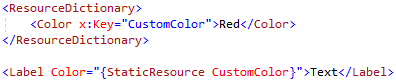 <ResourceDictionary>
    <Color x:Key="CustomColor">Red</Color>
</ResourceDictionary>

<Label Color="{StaticResource CustomColor}">Text</Label>